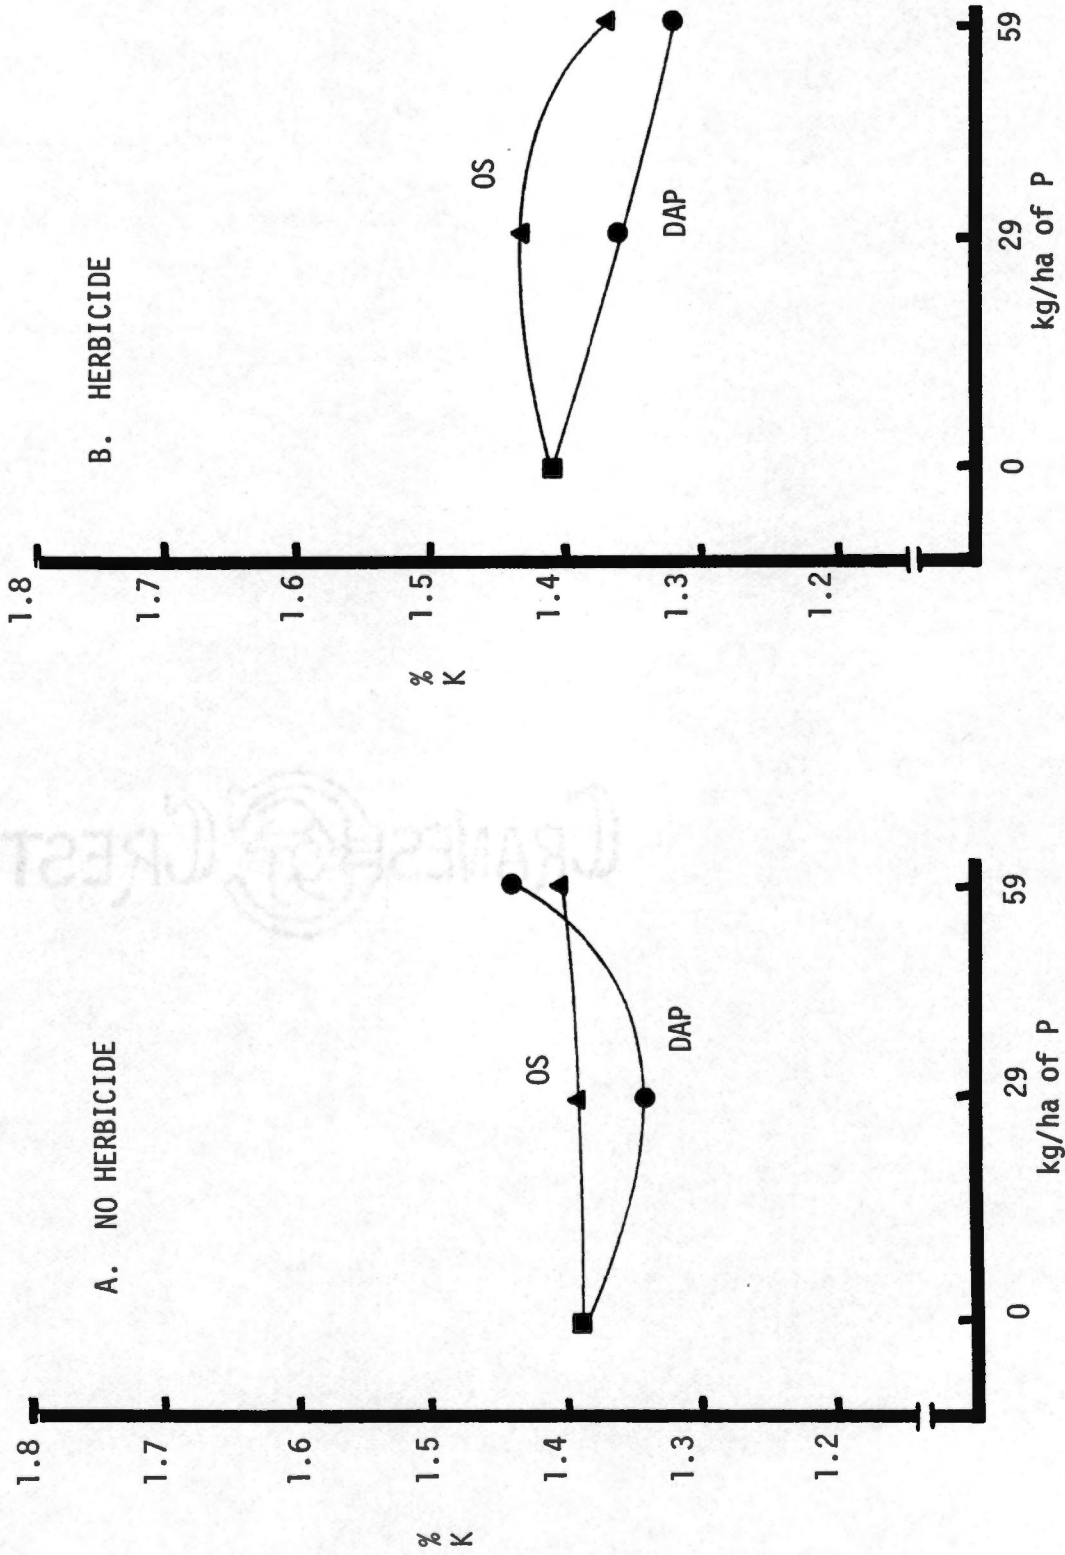 A. NO HERBICIDE
1.8
1.7
1.6
1.5
1.4
1.3
1.2
%
K
OS
DAP
0
29
59
kg/ha of P
B. HERBICIDE
1.8
1.7
1.6
1.5
1.4
1.3
1.2
%
K
OS
DAP
0
29
59
kg/ha of P
CRANE'S CREST